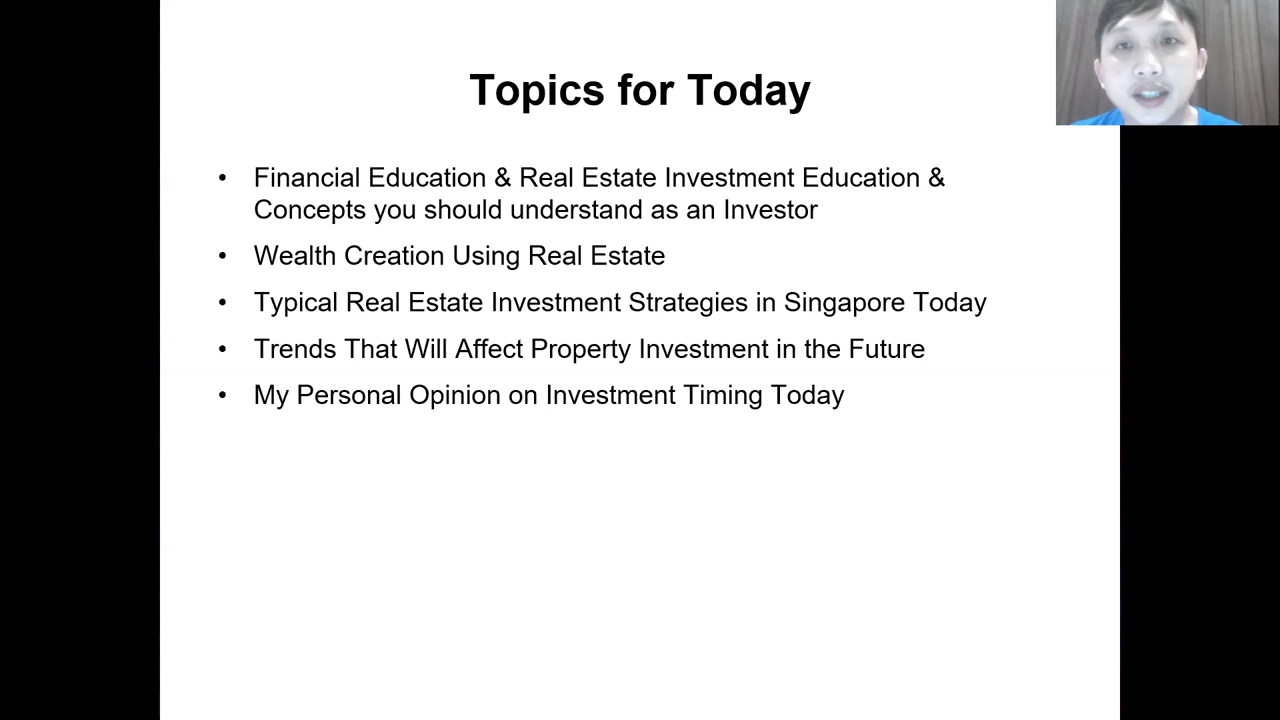 Topics for Today
• Financial Education & Real Estate Investment Education &
Concepts you should understand as an Investor
• Wealth Creation Using Real Estate
• Typical Real Estate Investment Strategies in Singapore Today
• Trends That Will Affect Property Investment in the Future
• My Personal Opinion on Investment Timing Today